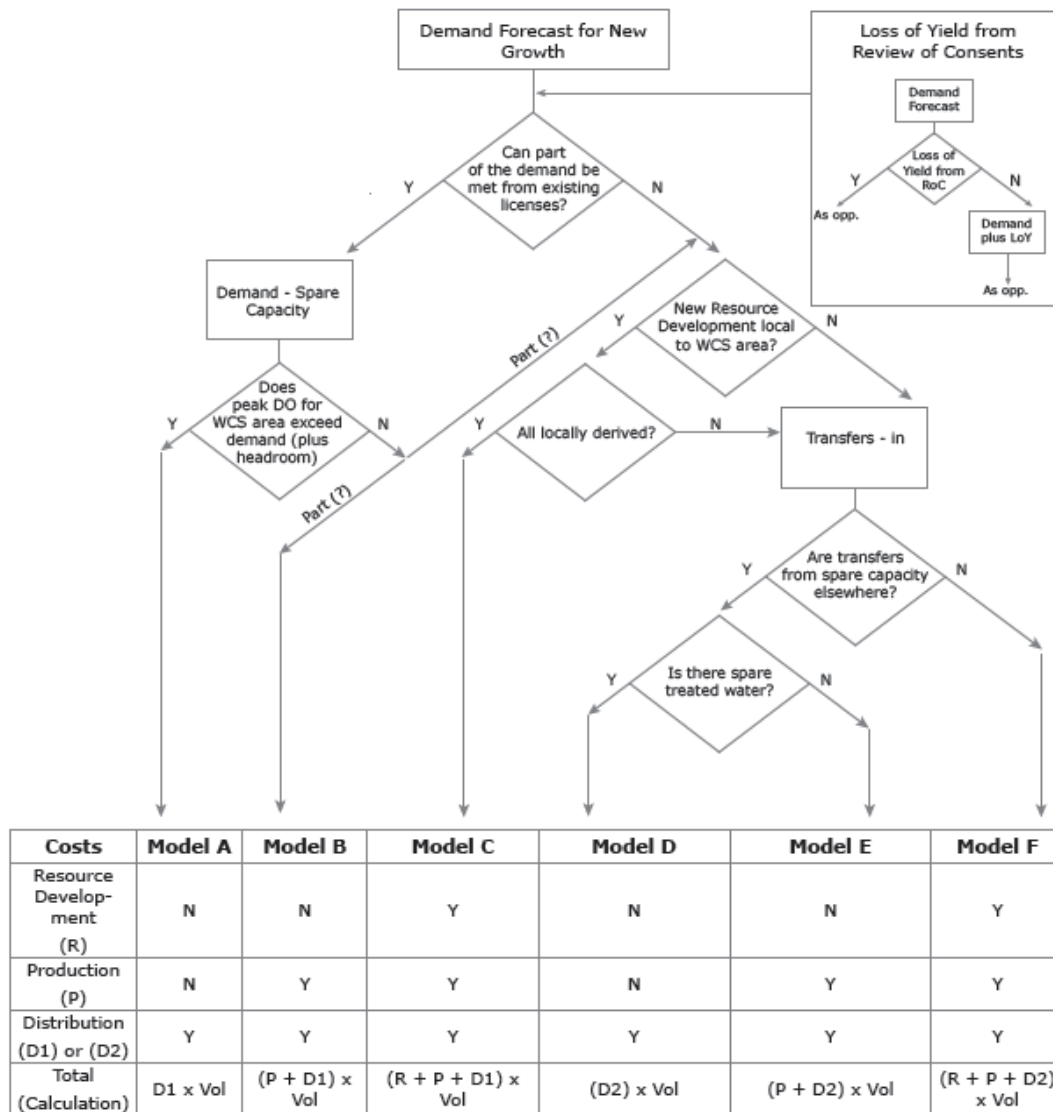 Demand Forecast for New
Growth
Loss of Yield from
Review of Consents
Demand
Forecast
Loss of
Yield from
RoC
Y
N
As opp.
Demand
plus LoY
As opp.
Can part
of the demand be
met from existing
licenses?
Y
N
Demand - Spare
Capacity
New Resource
Development local
to WCS area?
Y
N
Part (?)
Does
peak DO for
WCS area exceed
demand (plus
headroom)
Y
N
Part (?)
All locally derived?
Y
N
Transfers - in
Are transfers
from spare capacity
elsewhere?
Y
N
Is there spare
treated water?
Y
N
Costs Model A Model B Model C Model D Model E Model F
Resource
Develop-
ment
(R)
N N Y N N Y
Production
(P)
N Y Y N Y Y
Distribution
(D1) or (D2)
Y Y Y Y Y Y
Total
(Calculation)
D1 x Vol
(P + D1) x
Vol
(R + P + D1) x
Vol
(D2) x Vol
(P + D2) x Vol
(R + P + D2)
x Vol